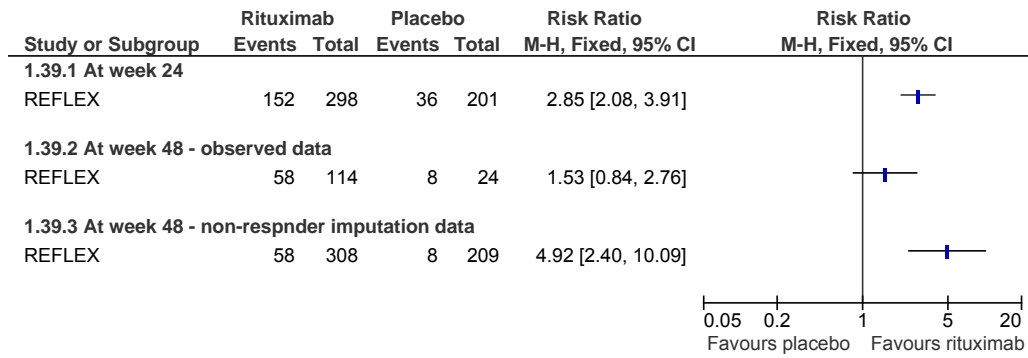 Rituximab Placebo Risk Ratio Risk Ratio
Study or Subgroup Events Total Events Total M-H, Fixed, 95% CI M-H, Fixed, 95% CI
1.39.1 At week 24
REFLEX 152 298 36 201 2.85 [2.08, 3.91]
1.39.2 At week 48 - observed data
REFLEX 58 114 8 24 1.53 [0.84, 2.76]
1.39.3 At week 48 - non-respnder imputation data
REFLEX 58 308 8 209 4.92 [2.40, 10.09]
0.05 0.2 1 5 20
Favours placebo Favours rituximab